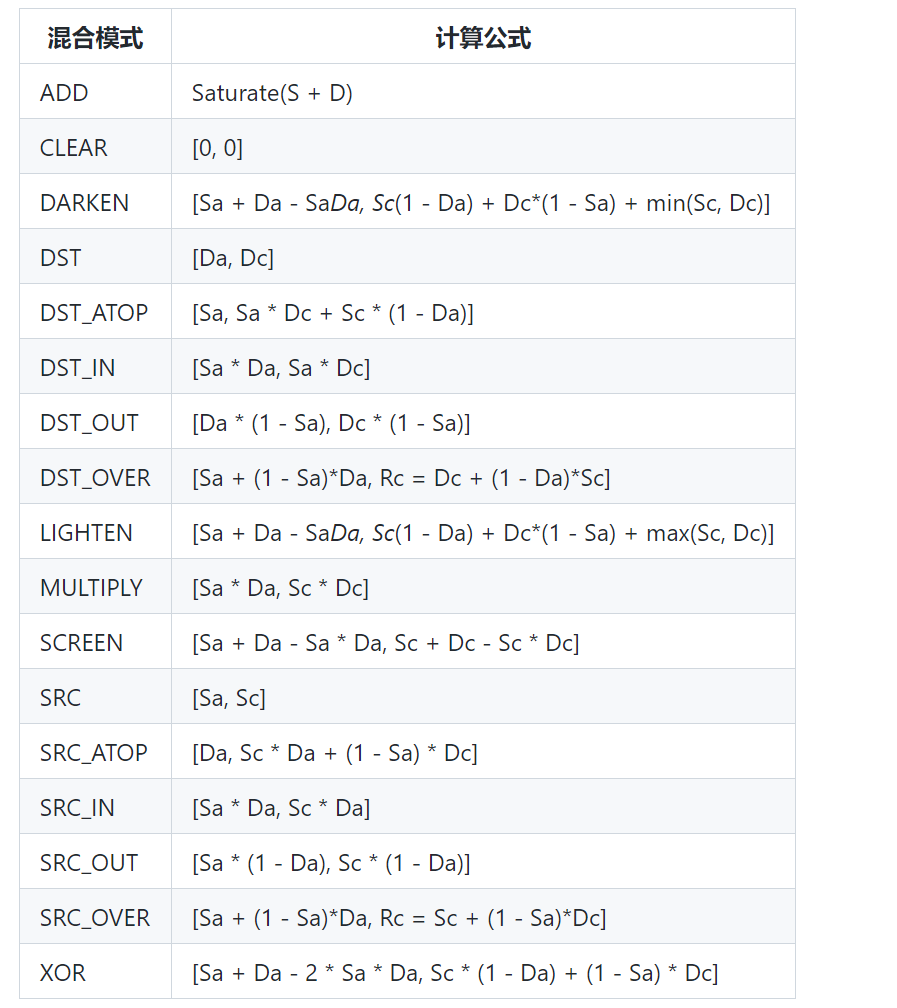 混合模式 计算公式
ADD Saturate(S + D)
CLEAR [0, 0]
DARKEN [Sa + Da - SaDa, Sc(1 - Da) + Dc*(1 - Sa) + min(Sc, Dc)]
DST [Da, Dc]
DST_ATOP [Sa, Sa * Dc + Sc * (1 - Da)]
DST_IN [Sa * Da, Sa * Dc]
DST_OUT [Da * (1 - Sa), Dc * (1 - Sa)]
DST_OVER [Sa + (1 - Sa)*Da, Rc = Dc + (1 - Da)*Sc]
LIGHTEN [Sa + Da - SaDa, Sc(1 - Da) + Dc*(1 - Sa) + max(Sc, Dc)]
MULTIPLY [Sa * Da, Sc * Dc]
SCREEN [Sa + Da - Sa * Da, Sc + Dc - Sc * Dc]
SRC [Sa, Sc]
SRC_ATOP [Da, Sc * Da + (1 - Sa) * Dc]
SRC_IN [Sa * Da, Sc * Da]
SRC_OUT [Sa * (1 - Da), Sc * (1 - Da)]
SRC_OVER [Sa + (1 - Sa)*Da, Rc = Sc + (1 - Sa)*Dc]
XOR [Sa + Da - 2 * Sa * Da, Sc * (1 - Da) + (1 - Sa) * Dc]